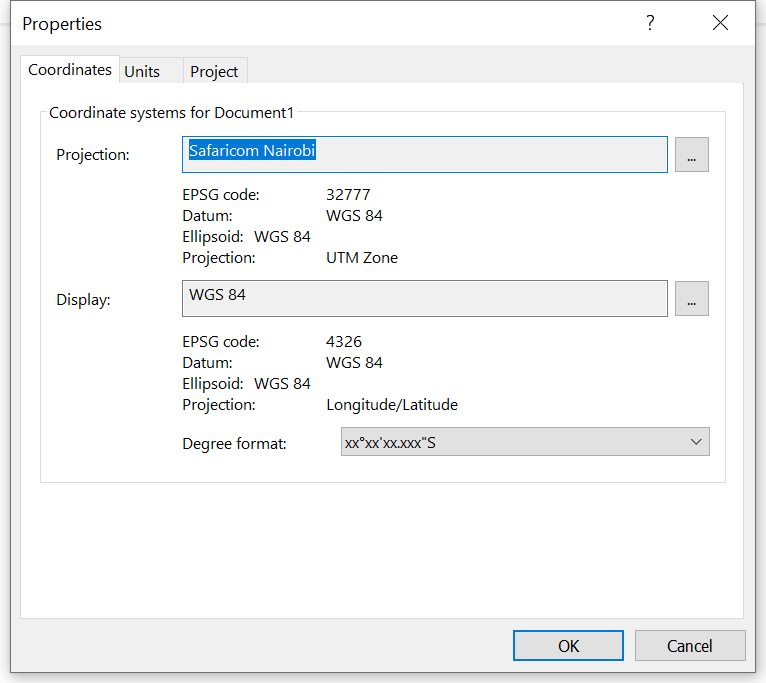 Properties
?
Coordinates Units Project
Coordinate systems for Document1
Projection: Safaricom Nairobi ...
EPSG code: 32777
Datum: WGS 84
Ellipsoid: WGS 84
Projection: UTM Zone
Display: WGS 84 ...
EPSG code: 4326
Datum: WGS 84
Ellipsoid: WGS 84
Projection: Longitude/Latitude
Degree format: xx°xx'xx.xxx"S
OK Cancel